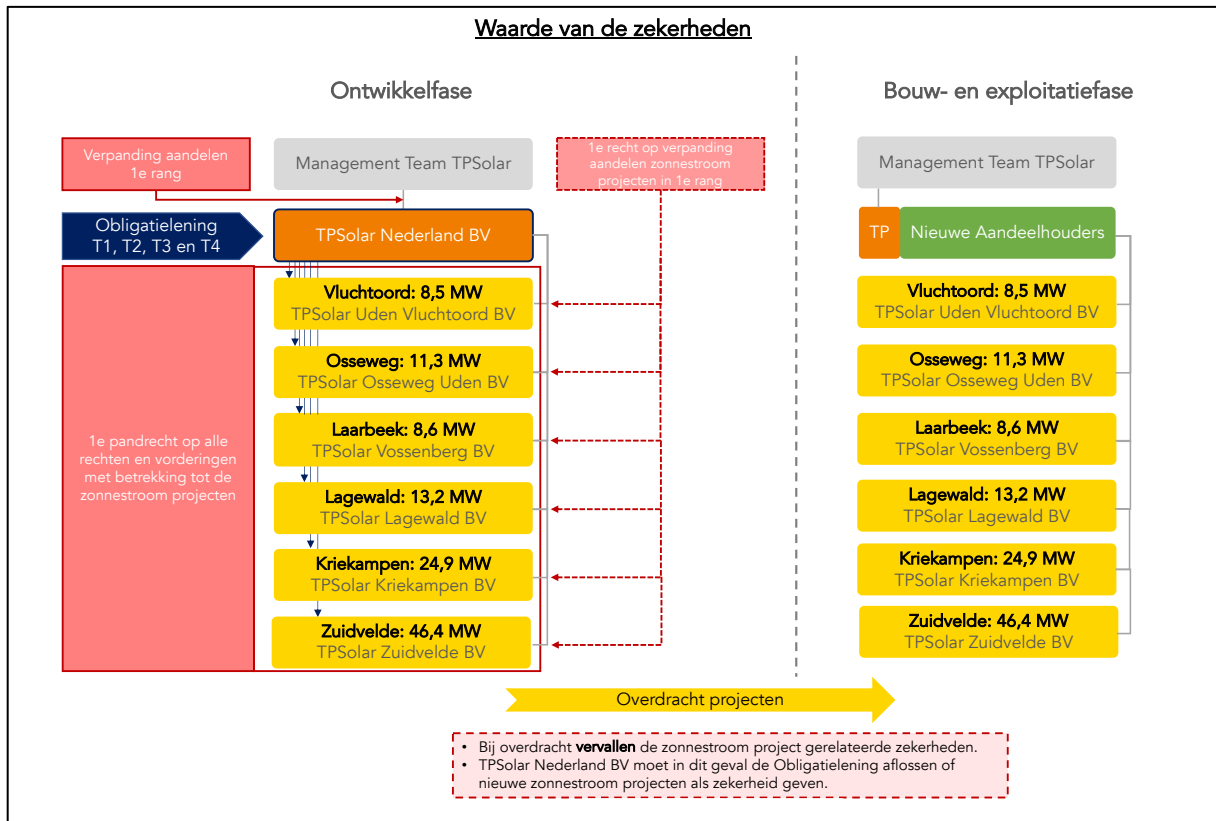 Waarde van de zekerheden
Ontwikkelfase
Bouw- en exploitatiefase
Verpanding aandelen
1e rang
Management Team TPSolar
1e recht op verpanding
aandelen zonnestroom
projecten in 1e rang
Management Team TPSolar
Obligatielening
T1, T2, T3 en T4
TPSolar Nederland BV
TP
Nieuwe Aandeelhouders
1e pandrecht op alle
rechten en vorderingen
met betrekking tot de
zonnestroom projecten
Vluchtoord: 8,5 MW
TPSolar Uden Vluchtoord BV
Osseweg: 11,3 MW
TPSolar Osseweg Uden BV
Laarbeek: 8,6 MW
TPSolar Vossenberg BV
Lagewald: 13,2 MW
TPSolar Lagewald BV
Kriekampen: 24,9 MW
TPSolar Kriekampen BV
Zuidvelde: 46,4 MW
TPSolar Zuidvelde BV
Vluchtoord: 8,5 MW
TPSolar Uden Vluchtoord BV
Osseweg: 11,3 MW
TPSolar Osseweg Uden BV
Laarbeek: 8,6 MW
TPSolar Vossenberg BV
Lagewald: 13,2 MW
TPSolar Lagewald BV
Kriekampen: 24,9 MW
TPSolar Kriekampen BV
Zuidvelde: 46,4 MW
TPSolar Zuidvelde BV
Overdracht projecten
• Bij overdracht vervallen de zonnestroom project gerelateerde zekerheden.
• TPSolar Nederland BV moet in dit geval de Obligatielening aflossen of
nieuwe zonnestroom projecten als zekerheid geven.